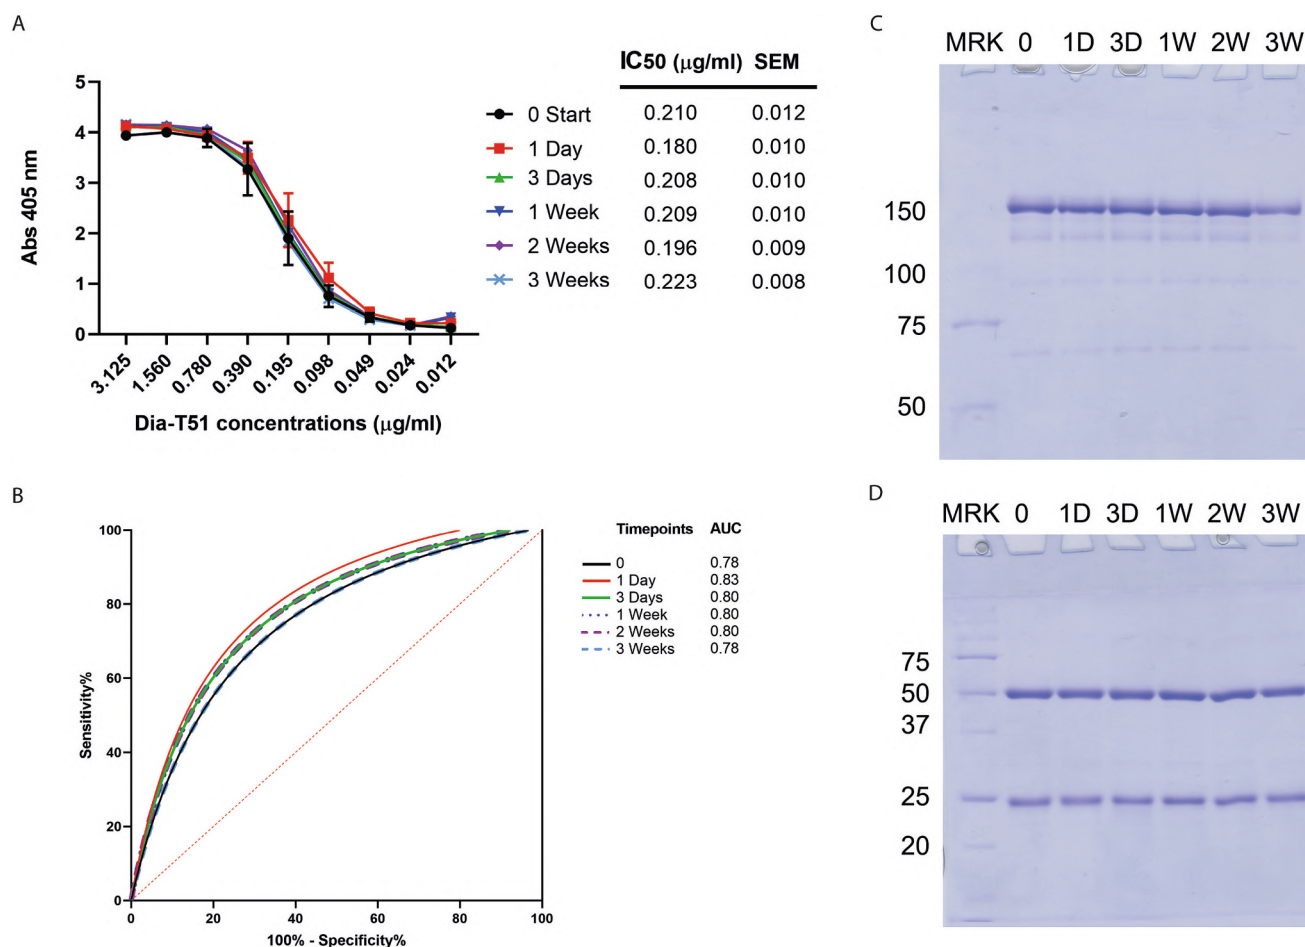 A
IC50 (μg/ml) SEM
0 Start 0.210 0.012
1 Day 0.180 0.010
3 Days 0.208 0.010
1 Week 0.209 0.010
2 Weeks 0.196 0.009
3 Weeks 0.223 0.008
Abs 405 nm
5
4
3
2
1
0
3.125 1.560 0.780 0.390 0.195 0.098 0.049 0.024 0.012
Dia-T51 concentrations (μg/ml)
B
Timepoints AUC
0 0.78
1 Day 0.83
3 Days 0.80
1 Week 0.80
2 Weeks 0.80
3 Weeks 0.78
Sensitivity%
100
80
60
40
20
0
0 20 40 60 80 100
100% - Specificity%
C
MRK 0 1D 3D 1W 2W 3W
150
100
75
50
D
MRK 0 1D 3D 1W 2W 3W
75
50
37
25
20